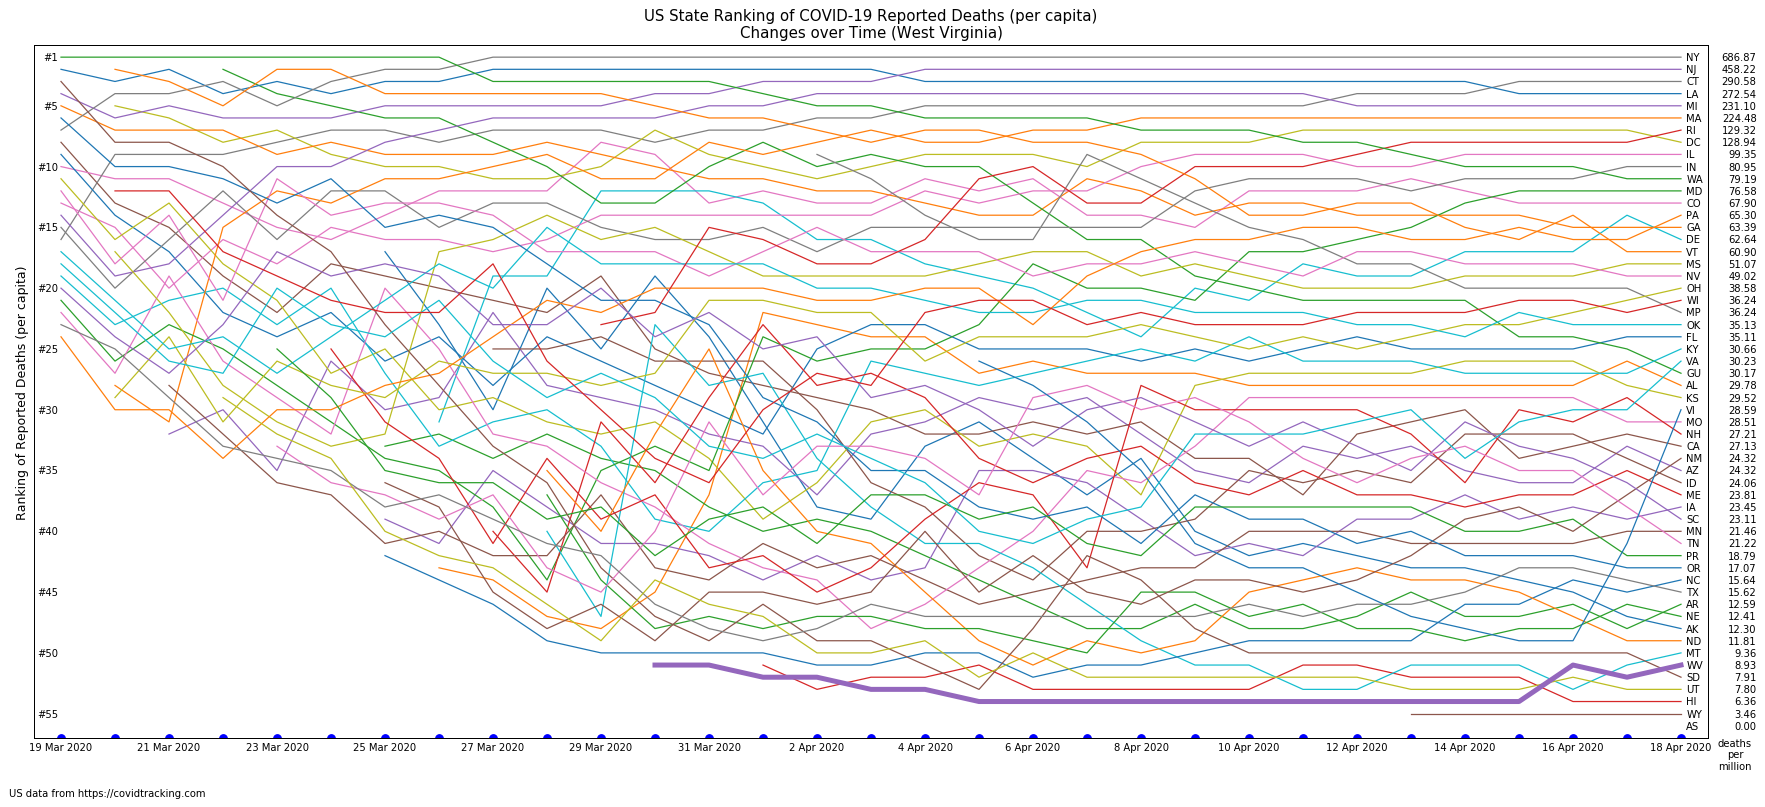 US State Ranking of COVID-19 Reported Deaths (per capita)
Changes over Time (West Virginia)
Ranking of Reported Deaths (per capita)
#1
#5
#10
#15
#20
#25
#30
#35
#40
#45
#50
#55
NY 686.87
NJ 458.22
CT 290.58
LA 272.54
MI 231.10
MA 224.48
RI 129.32
DC 128.94
IL 99.35
IN 80.95
WA 79.19
MD 76.58
CO 67.90
PA 65.30
GA 63.39
DE 62.64
VT 60.90
MS 51.07
NV 49.02
OH 38.58
WI 36.24
MP 36.24
OK 35.13
FL 35.11
KY 30.66
VA 30.23
GU 30.17
AL 29.78
KS 29.52
VI 28.59
MO 28.51
NH 27.21
CA 27.13
NM 24.32
AZ 24.32
ID 24.06
ME 23.81
IA 23.45
SC 23.11
MN 21.46
TN 21.22
PR 18.79
OR 17.07
NC 15.64
TX 15.62
AR 12.59
NE 12.41
AK 12.30
ND 11.81
MT 9.36
WV 8.93
SD 7.91
UT 7.80
HI 6.36
WY 3.46
AS 0.00
19 Mar 2020 21 Mar 2020 23 Mar 2020 25 Mar 2020 27 Mar 2020 29 Mar 2020 31 Mar 2020 2 Apr 2020 4 Apr 2020 6 Apr 2020 8 Apr 2020 10 Apr 2020 12 Apr 2020 14 Apr 2020 16 Apr 2020 18 Apr 2020
deaths
per
million
US data from https://covidtracking.com